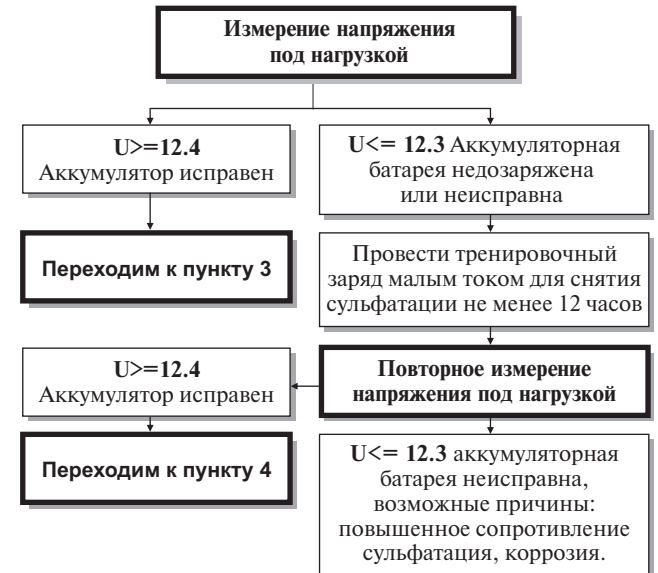 Измерение напряжения
под нагрузкой
U>=12.4
Аккумулятор исправен
U<= 12.3 Аккумуляторная
батарея недозаряжена
или неисправна
Переходим к пункту 3
Провести тренировочный
заряд малым током для снятия
сульфатации не менее 12 часов
U>=12.4
Аккумулятор исправен
Повторное измерение
напряжения под нагрузкой
Переходим к пункту 4
U<= 12.3 аккумуляторная
батарея неисправна,
возможные причины:
повышенное сопротивление
сульфатация, коррозия.